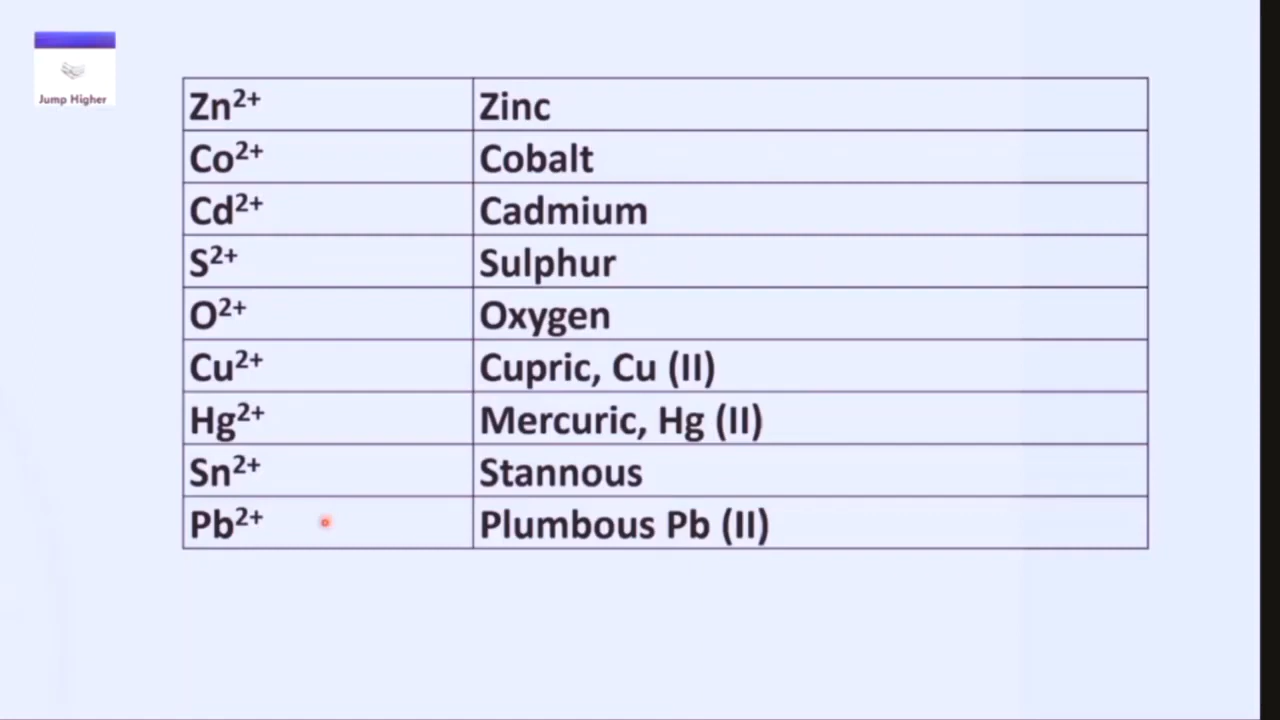 Jump Higher
Zn²⁺ Zinc
Co²⁺ Cobalt
Cd²⁺ Cadmium
S²⁺ Sulphur
O²⁺ Oxygen
Cu²⁺ Cupric, Cu (II)
Hg²⁺ Mercuric, Hg (II)
Sn²⁺ Stannous
Pb²⁺ Plumbous Pb (II)